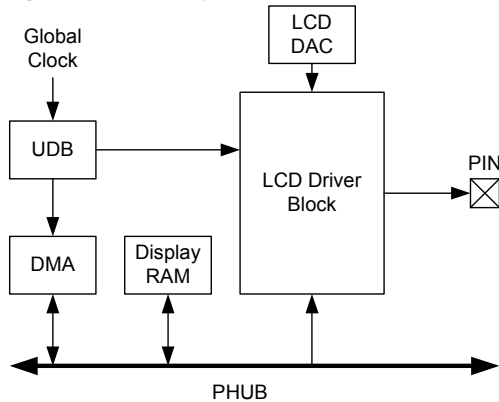 LCD
DAC
Global
Clock
UDB
LCD Driver
Block
PIN
DMA
Display
RAM
PHUB